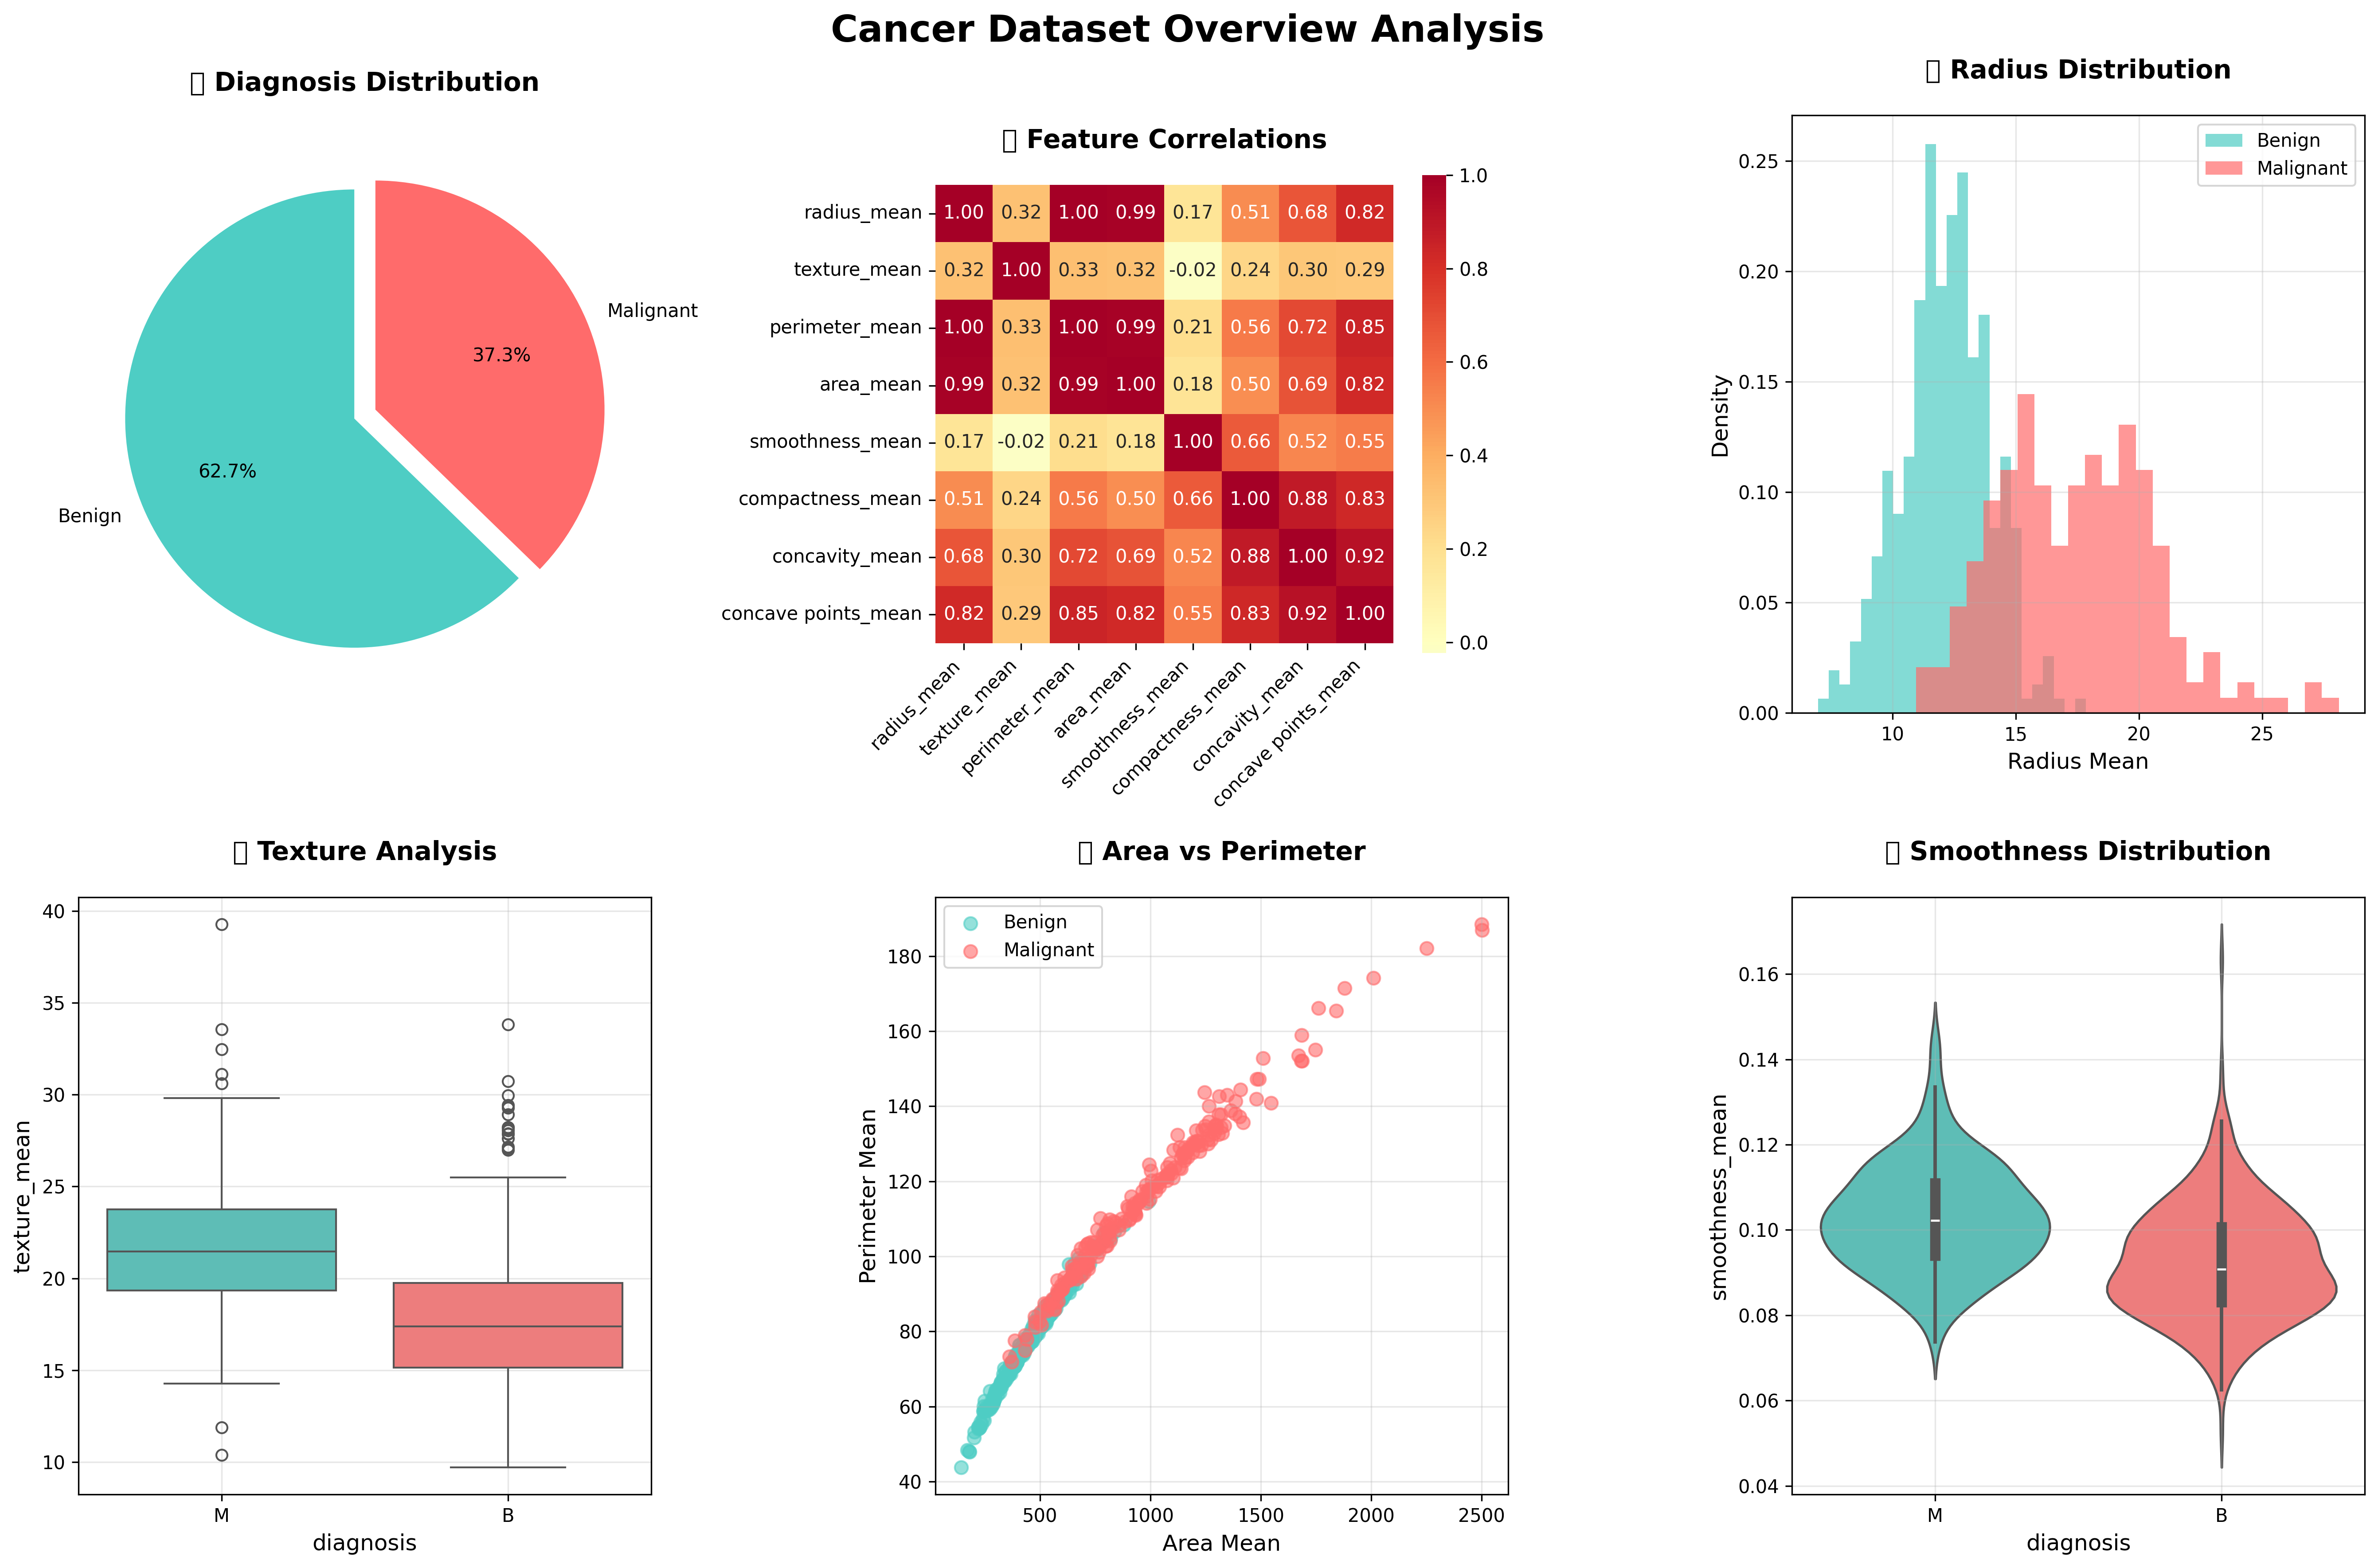 Cancer Dataset Overview Analysis
Diagnosis Distribution
Malignant
37.3%
62.7%
Benign
Feature Correlations
radius_mean 1.00 0.32 1.00 0.99 0.17 0.51 0.68 0.82
texture_mean 0.32 1.00 0.33 0.32 -0.02 0.24 0.30 0.29
perimeter_mean 1.00 0.33 1.00 0.99 0.21 0.56 0.72 0.85
area_mean 0.99 0.32 0.99 1.00 0.18 0.50 0.69 0.82
smoothness_mean 0.17 -0.02 0.21 0.18 1.00 0.66 0.52 0.55
compactness_mean 0.51 0.24 0.56 0.50 0.66 1.00 0.88 0.83
concavity_mean 0.68 0.30 0.72 0.69 0.52 0.88 1.00 0.92
concave points_mean 0.82 0.29 0.85 0.82 0.55 0.83 0.92 1.00
radius_mean
texture_mean
perimeter_mean
area_mean
smoothness_mean
compactness_mean
concavity_mean
concave points_mean
1.0
0.8
0.6
0.4
0.2
0.0
Radius Distribution
Benign
Malignant
Density
0.25
0.20
0.15
0.10
0.05
0.00
10 15 20 25
Radius Mean
Texture Analysis
texture_mean
40
35
30
25
20
15
10
M B
diagnosis
Area vs Perimeter
Benign
Malignant
Perimeter Mean
180
160
140
120
100
80
60
40
500 1000 1500 2000 2500
Area Mean
Smoothness Distribution
smoothness_mean
0.16
0.14
0.12
0.10
0.08
0.06
0.04
M B
diagnosis